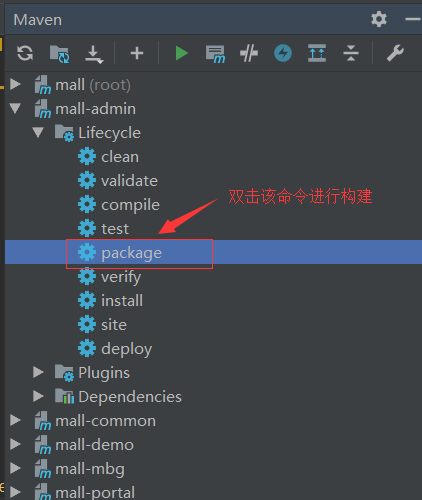 Maven
mall (root)
mall-admin
Lifecycle
clean
validate
compile
双击该命令进行构建
test
package
verify
install
site
deploy
Plugins
Dependencies
mall-common
mall-demo
mall-mbg
mall-portal